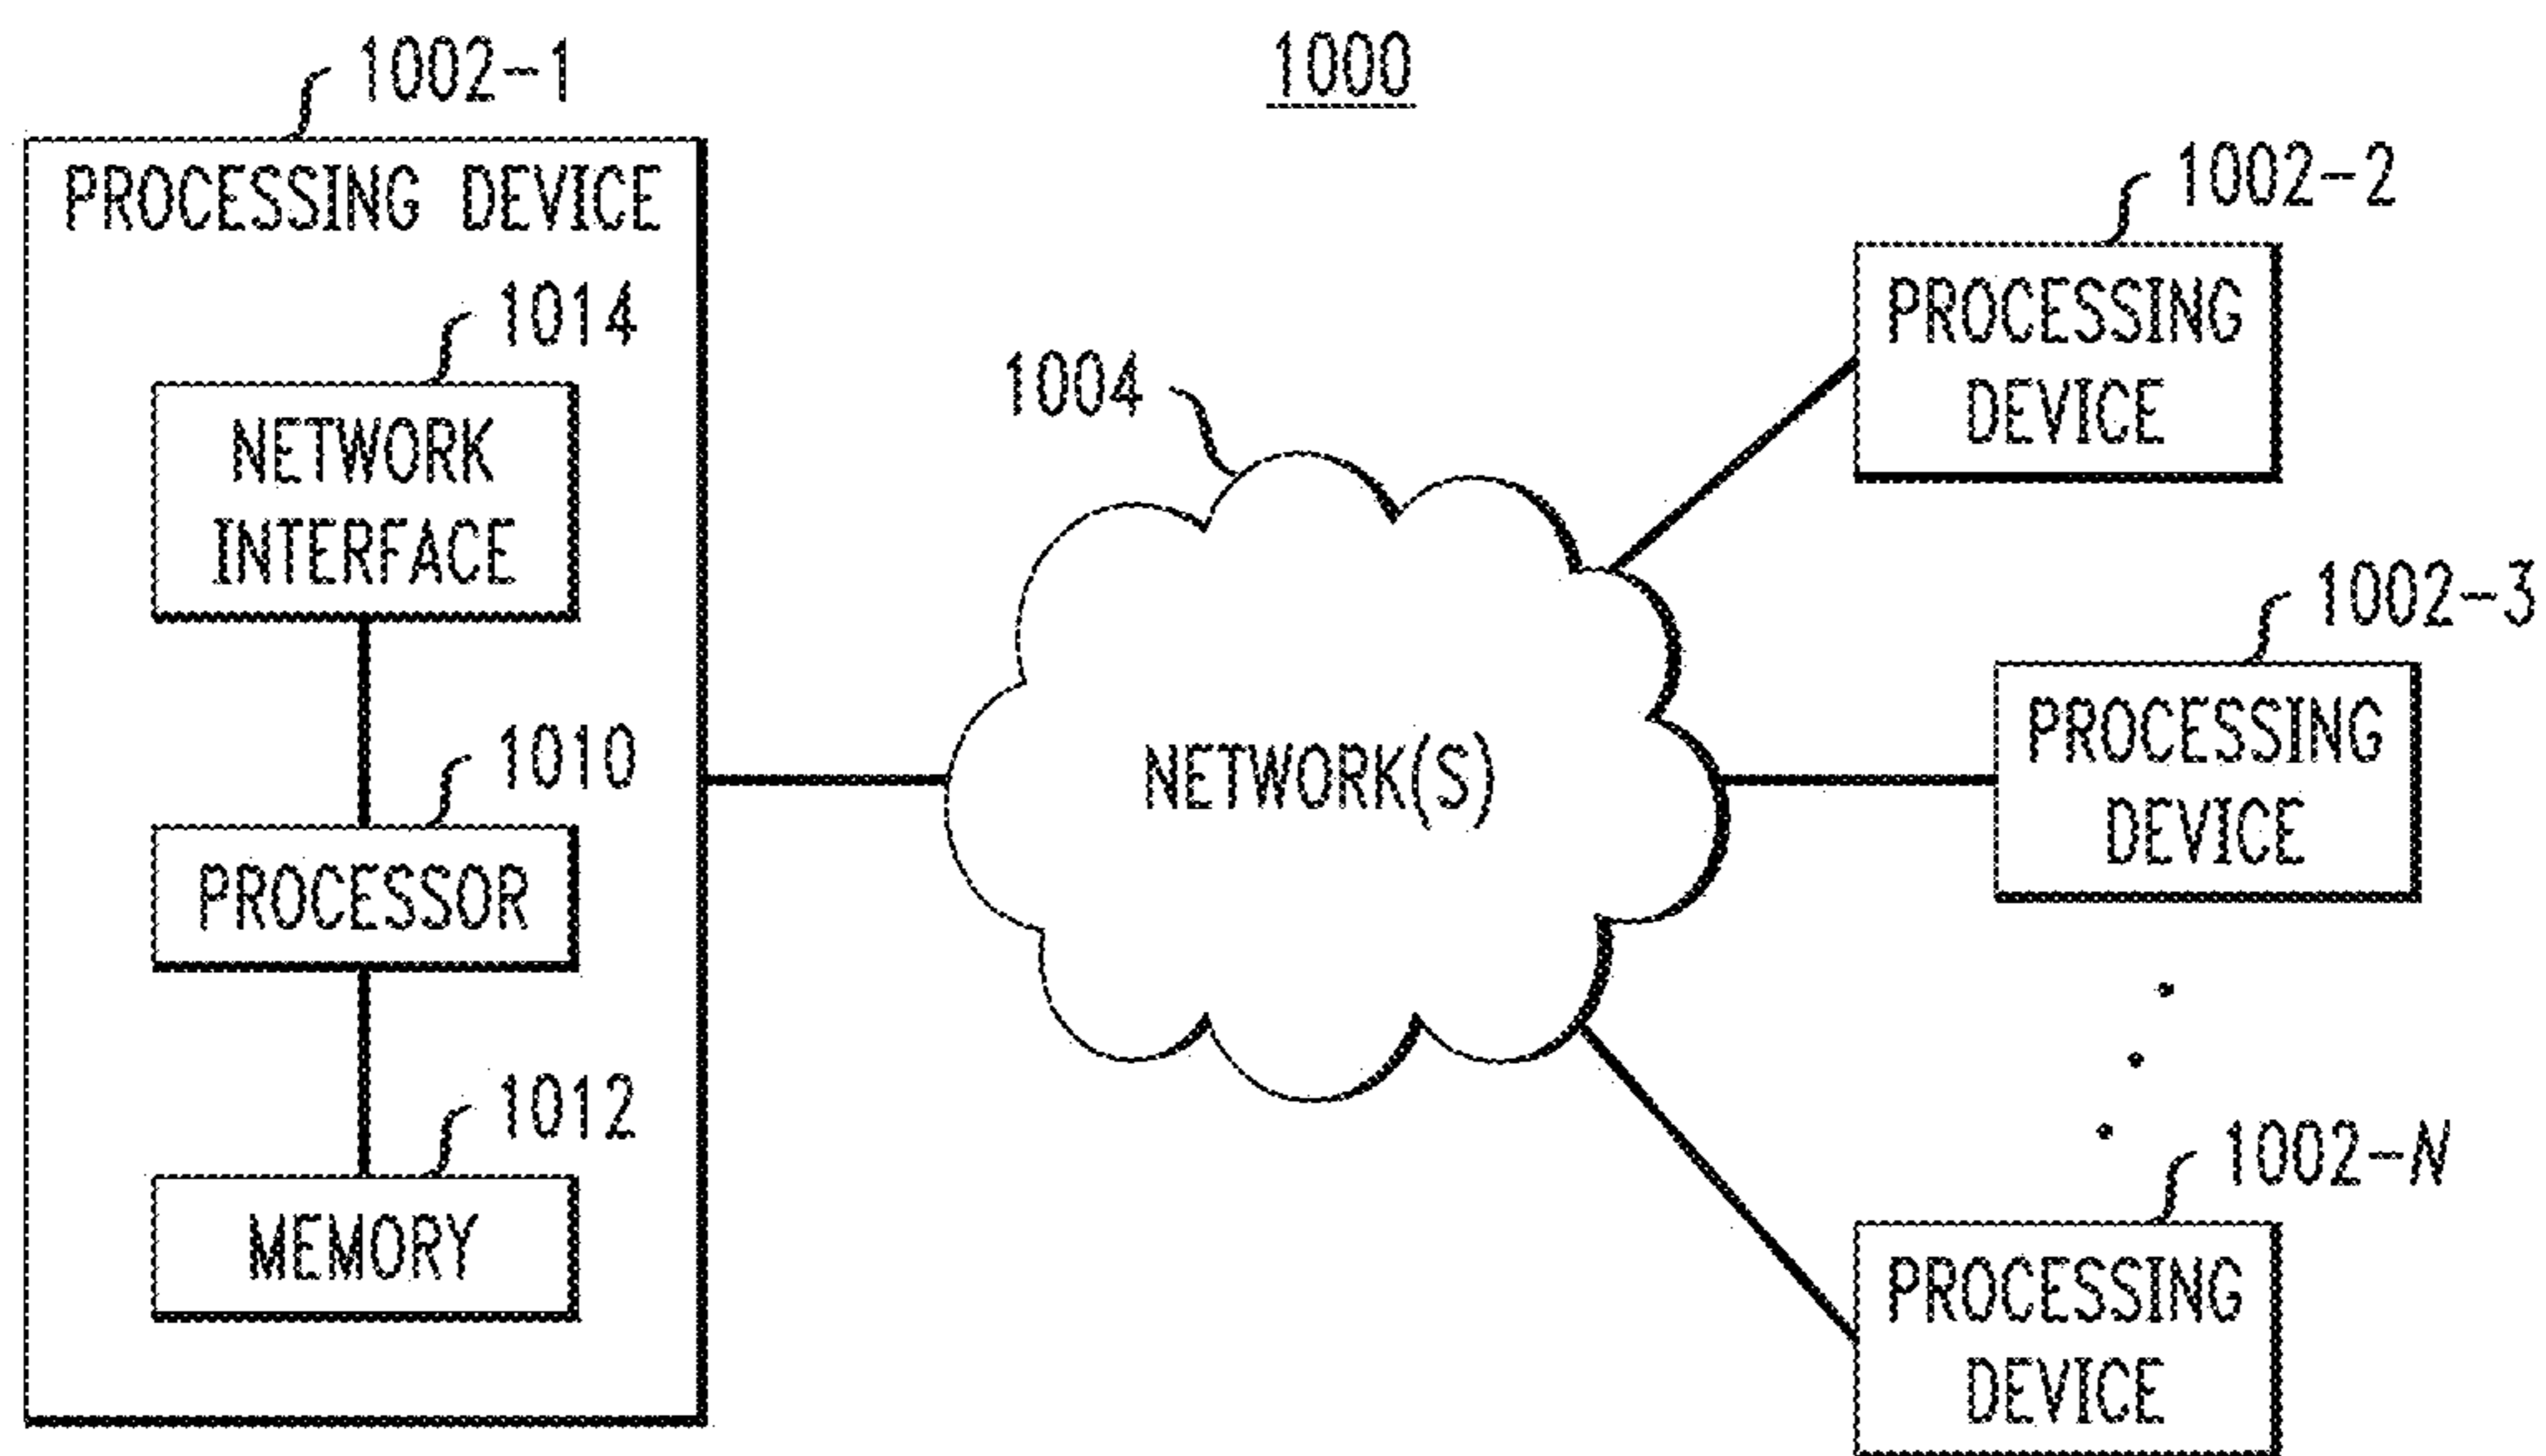 1000
1002-1
PROCESSING DEVICE
1014
NETWORK
INTERFACE
1010
PROCESSOR
1012
MEMORY
1004
NETWORK(S)
1002-2
PROCESSING
DEVICE
1002-3
PROCESSING
DEVICE
1002-N
PROCESSING
DEVICE